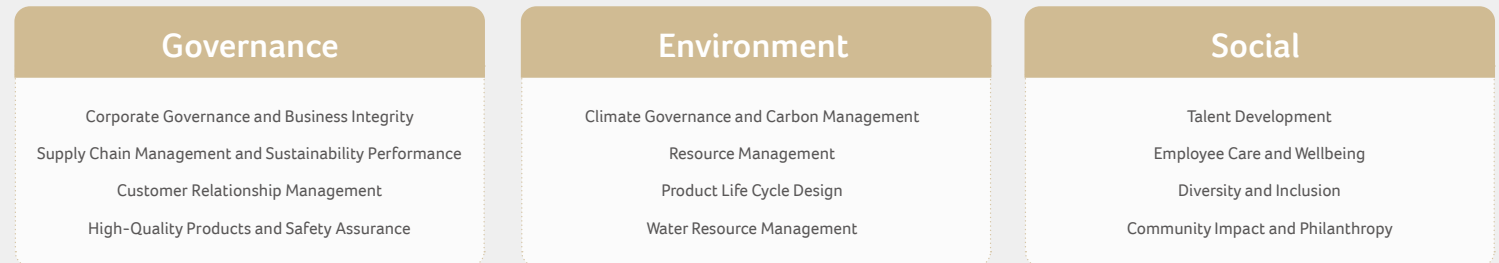 Governance
Corporate Governance and Business Integrity
Supply Chain Management and Sustainability Performance
Customer Relationship Management
High-Quality Products and Safety Assurance
Environment
Climate Governance and Carbon Management
Resource Management
Product Life Cycle Design
Water Resource Management
Social
Talent Development
Employee Care and Wellbeing
Diversity and Inclusion
Community Impact and Philanthropy